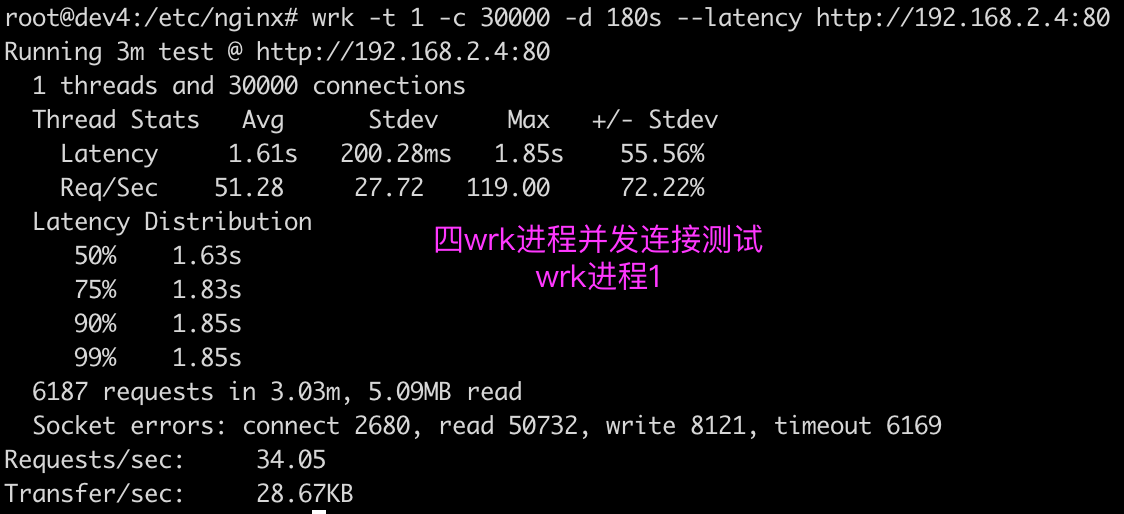 root@dev4:/etc/nginx# wrk -t 1 -c 30000 -d 180s --latency http://192.168.2.4:80
Running 3m test @ http://192.168.2.4:80
  1 threads and 30000 connections
  Thread Stats   Avg      Stdev     Max   +/- Stdev
    Latency     1.61s   200.28ms   1.85s    55.56%
    Req/Sec    51.28     27.72   119.00     72.22%
  Latency Distribution
四wrk进程并发连接测试
     50%    1.63s
wrk进程1
     75%    1.83s
     90%    1.85s
     99%    1.85s
  6187 requests in 3.03m, 5.09MB read
  Socket errors: connect 2680, read 50732, write 8121, timeout 6169
Requests/sec:     34.05
Transfer/sec:     28.67KB